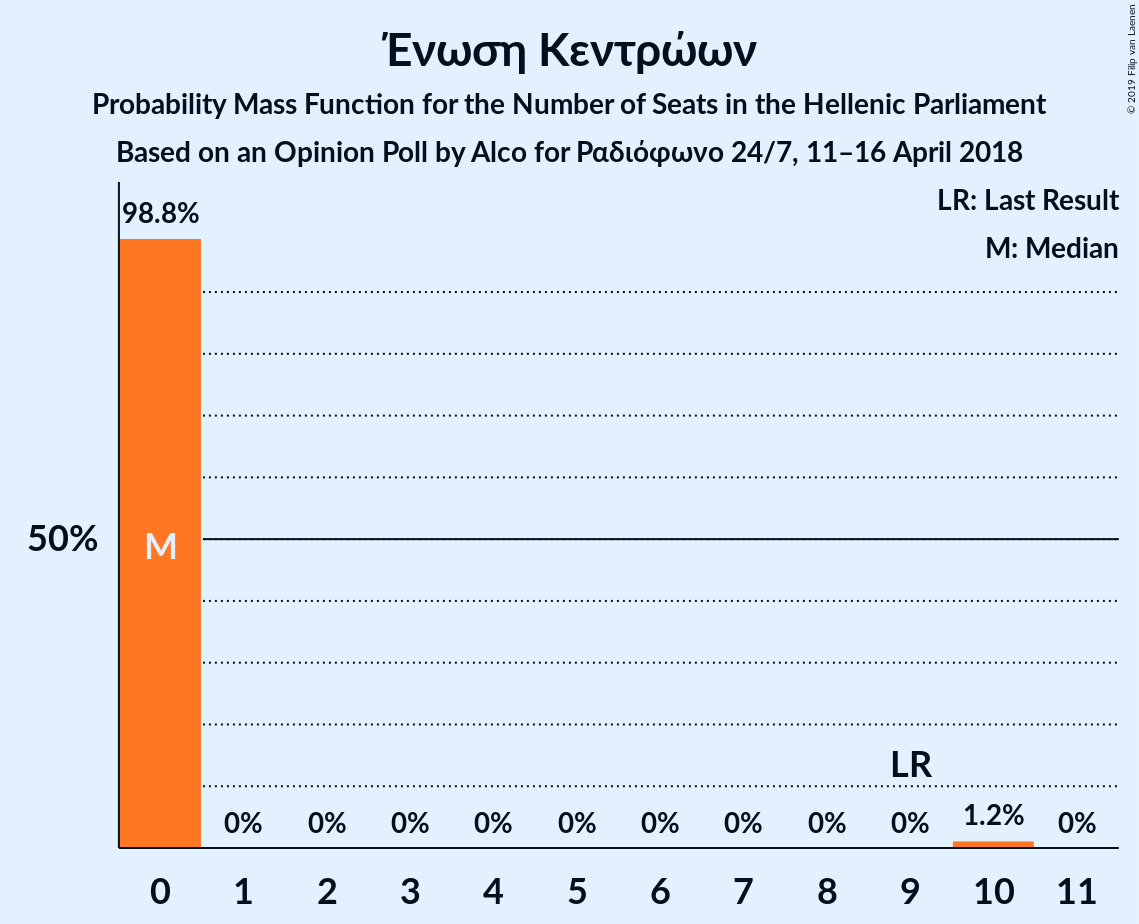 Ένωση Κεντρώων
Probability Mass Function for the Number of Seats in the Hellenic Parliament
Based on an Opinion Poll by Alco for Ραδιόφωνο 24/7, 11–16 April 2018
© 2019 Filip van Laenen
LR: Last Result
M: Median
98.8%
50%
M
LR
0% 0% 0% 0% 0% 0% 0% 0% 0% 1.2% 0%
0 1 2 3 4 5 6 7 8 9 10 11